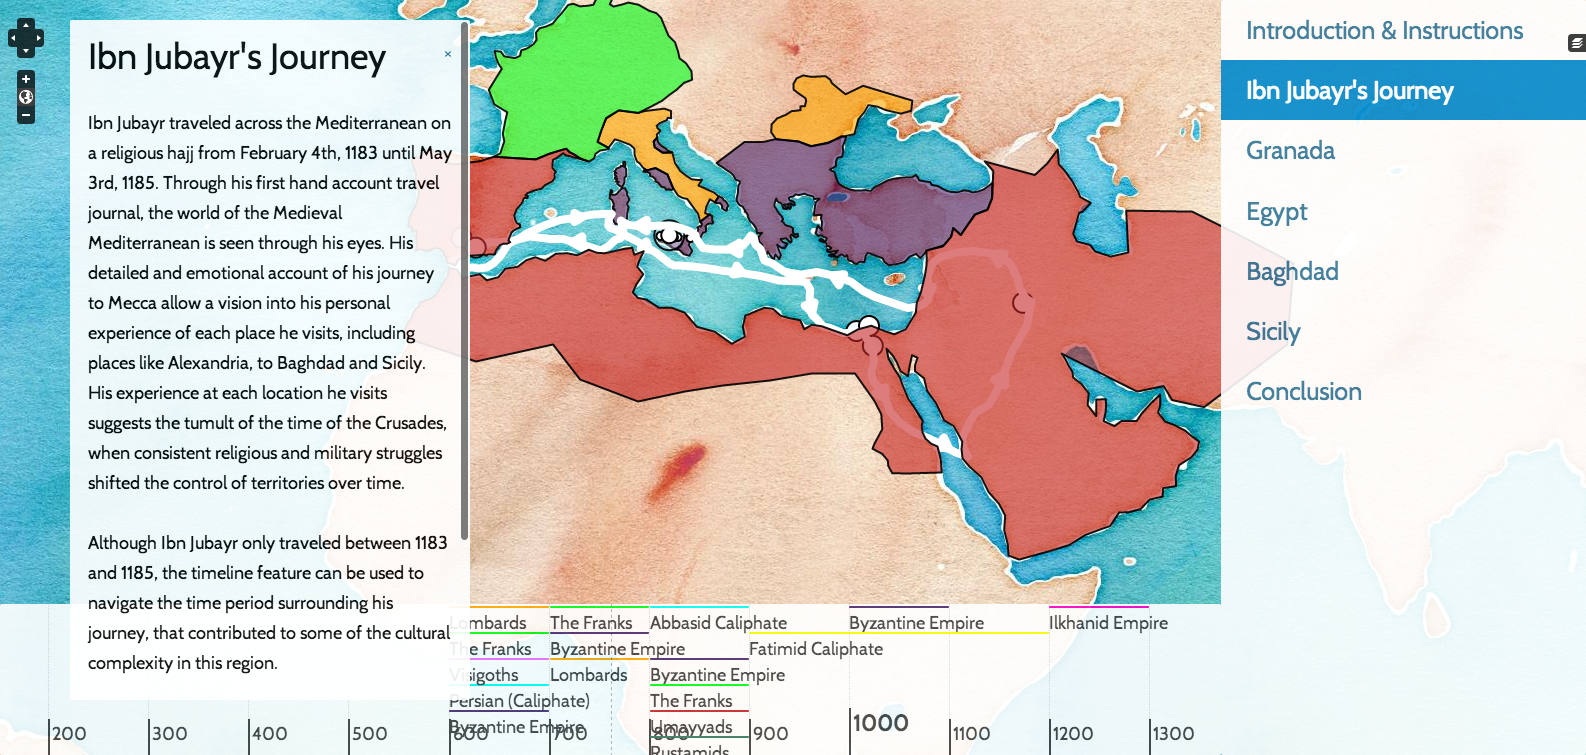 Ibn Jubayr's Journey
×
Ibn Jubayr traveled across the Mediterranean on
a religious hajj from February 4th, 1183 until May
3rd, 1185. Through his first hand account travel
journal, the world of the Medieval
Mediterranean is seen through his eyes. His
detailed and emotional account of his journey
to Mecca allow a vision into his personal
experience of each place he visits, including
places like Alexandria, to Baghdad and Sicily.
His experience at each location he visits
suggests the tumult of the time of the Crusades,
when consistent religious and military struggles
shifted the control of territories over time.
Although Ibn Jubayr only traveled between 1183
and 1185, the timeline feature can be used to
navigate the time period surrounding his
journey, that contributed to some of the cultural
complexity in this region.
Introduction & Instructions
Ibn Jubayr's Journey
Granada
Egypt
Baghdad
Sicily
Conclusion
Lombards The Franks Abbasid Caliphate Byzantine Empire Ilkhanid Empire
The Franks Byzantine Empire Fatimid Caliphate
Visigoths Lombards Byzantine Empire
Persian (Caliphate) The Franks
Byzantine Empire Umayyads
Rustamids
200 300 400 500 600 700 800 900 1000 1100 1200 1300